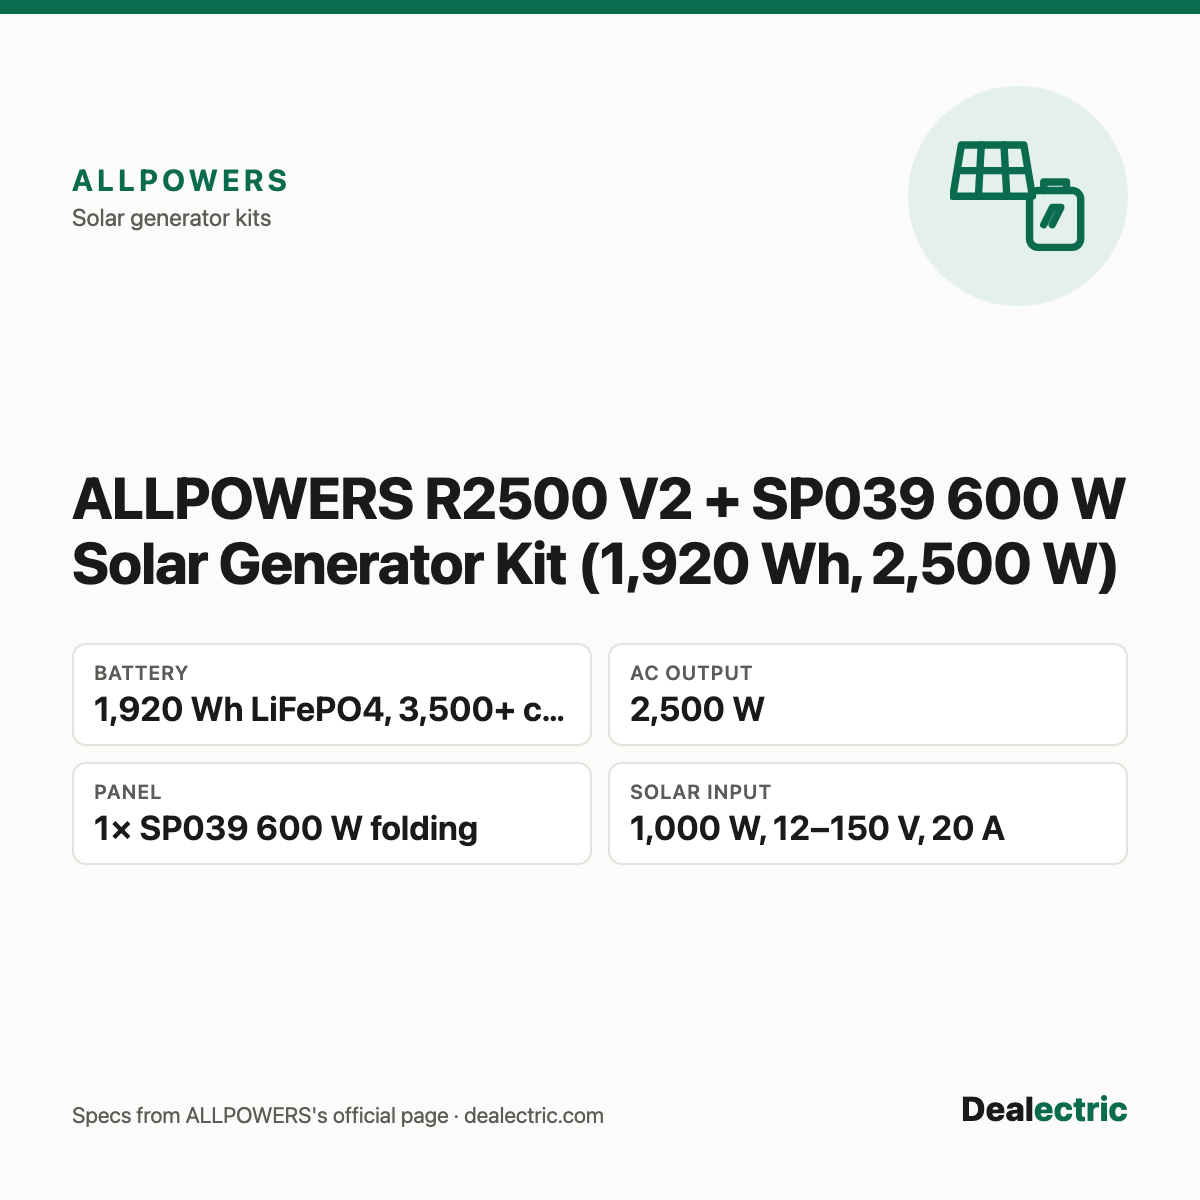 ALLPOWERS
Solar generator kits
ALLPOWERS R2500 V2 + SP039 600 W
Solar Generator Kit (1,920 Wh, 2,500 W)
BATTERY
1,920 Wh LiFePO4, 3,500+ c...
AC OUTPUT
2,500 W
PANEL
1× SP039 600 W folding
SOLAR INPUT
1,000 W, 12–150 V, 20 A
Specs from ALLPOWERS's official page · dealectric.com
Dealectric